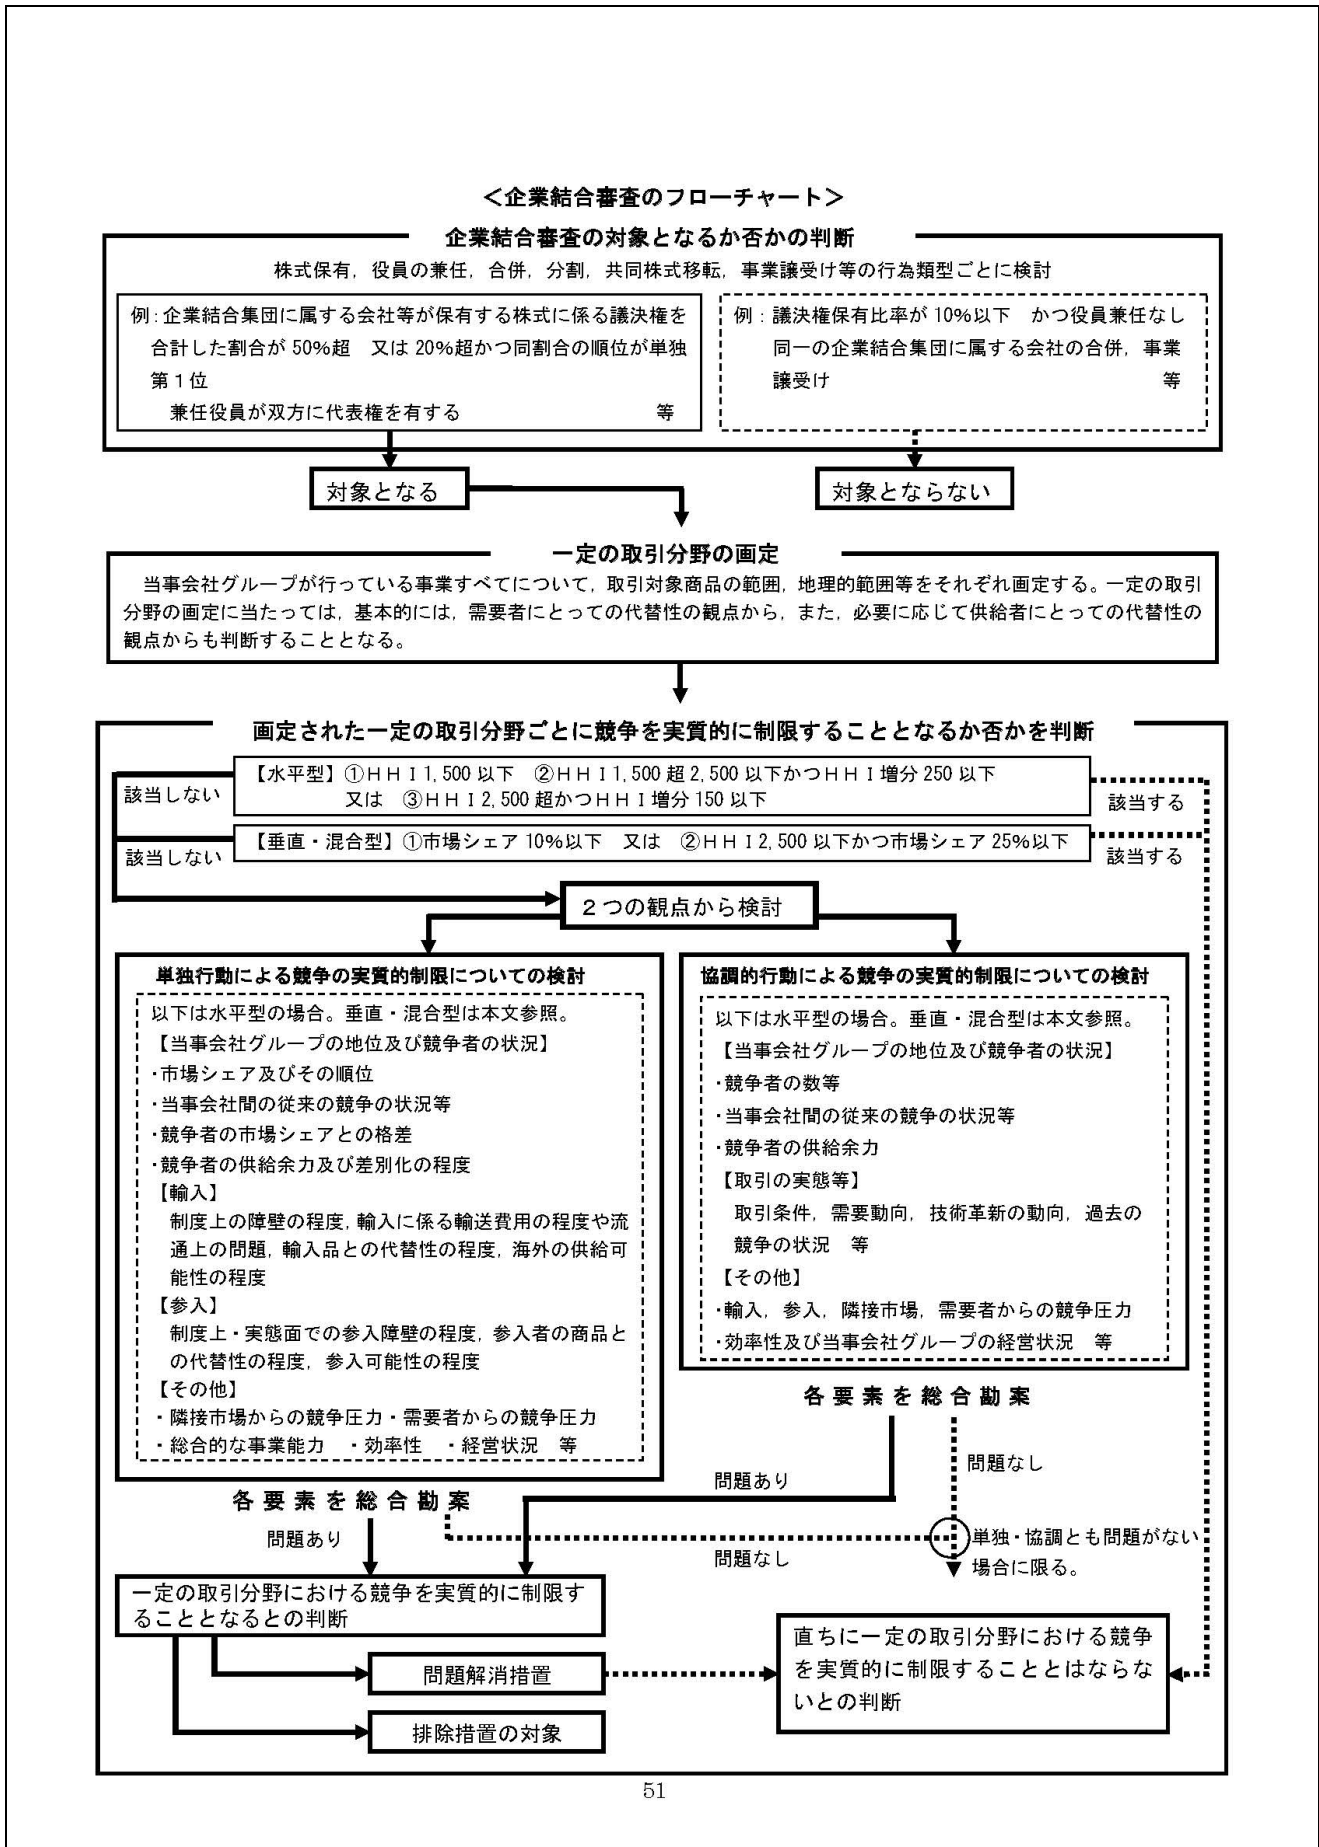 ＜企業結合審査のフローチャート＞
企業結合審査の対象となるか否かの判断
株式保有，役員の兼任，合併，分割，共同株式移転，事業譲受け等の行為類型ごとに検討
例：企業結合集団に属する会社等が保有する株式に係る議決権を
合計した割合が 50%超　又は 20%超かつ同割合の順位が単独
第１位
兼任役員が双方に代表権を有する　等
例：議決権保有比率が 10%以下　かつ役員兼任なし
同一の企業結合集団に属する会社の合併，事業
譲受け　等
対象となる
対象とならない
一定の取引分野の画定
当事会社グループが行っている事業すべてについて，取引対象商品の範囲，地理的範囲等をそれぞれ画定する。一定の取引
分野の画定に当たっては，基本的には，需要者にとっての代替性の観点から，また，必要に応じて供給者にとっての代替性の
観点からも判断することとなる。
画定された一定の取引分野ごとに競争を実質的に制限することとなるか否かを判断
【水平型】①ＨＨＩ1,500 以下　②ＨＨＩ1,500 超 2,500 以下かつＨＨＩ増分 250 以下
又は　③ＨＨＩ2,500 超かつＨＨＩ増分 150 以下
該当しない
該当する
【垂直・混合型】①市場シェア 10%以下　又は　②ＨＨＩ2,500 以下かつ市場シェア 25%以下
該当しない
該当する
２つの観点から検討
単独行動による競争の実質的制限についての検討
以下は水平型の場合。垂直・混合型は本文参照。
【当事会社グループの地位及び競争者の状況】
・市場シェア及びその順位
・当事会社間の従来の競争の状況等
・競争者の市場シェアとの格差
・競争者の供給余力及び差別化の程度
【輸入】
制度上の障壁の程度，輸入に係る輸送費用の程度や流
通上の問題，輸入品との代替性の程度，海外の供給可
能性の程度
【参入】
制度上・実態面での参入障壁の程度，参入者の商品と
の代替性の程度，参入可能性の程度
【その他】
・隣接市場からの競争圧力・需要者からの競争圧力
・総合的な事業能力　・効率性　・経営状況　等
協調的行動による競争の実質的制限についての検討
以下は水平型の場合。垂直・混合型は本文参照。
【当事会社グループの地位及び競争者の状況】
・競争者の数等
・当事会社間の従来の競争の状況等
・競争者の供給余力
【取引の実態等】
取引条件，需要動向，技術革新の動向，過去の
競争の状況　等
【その他】
・輸入，参入，隣接市場，需要者からの競争圧力
・効率性及び当事会社グループの経営状況　等
各要素を総合勘案
問題なし
問題あり
各要素を総合勘案
問題あり
問題なし
単独・協調とも問題がない
場合に限る。
一定の取引分野における競争を実質的に制限す
ることとなるとの判断
問題解消措置
排除措置の対象
直ちに一定の取引分野における競争
を実質的に制限することとはならな
いとの判断
51